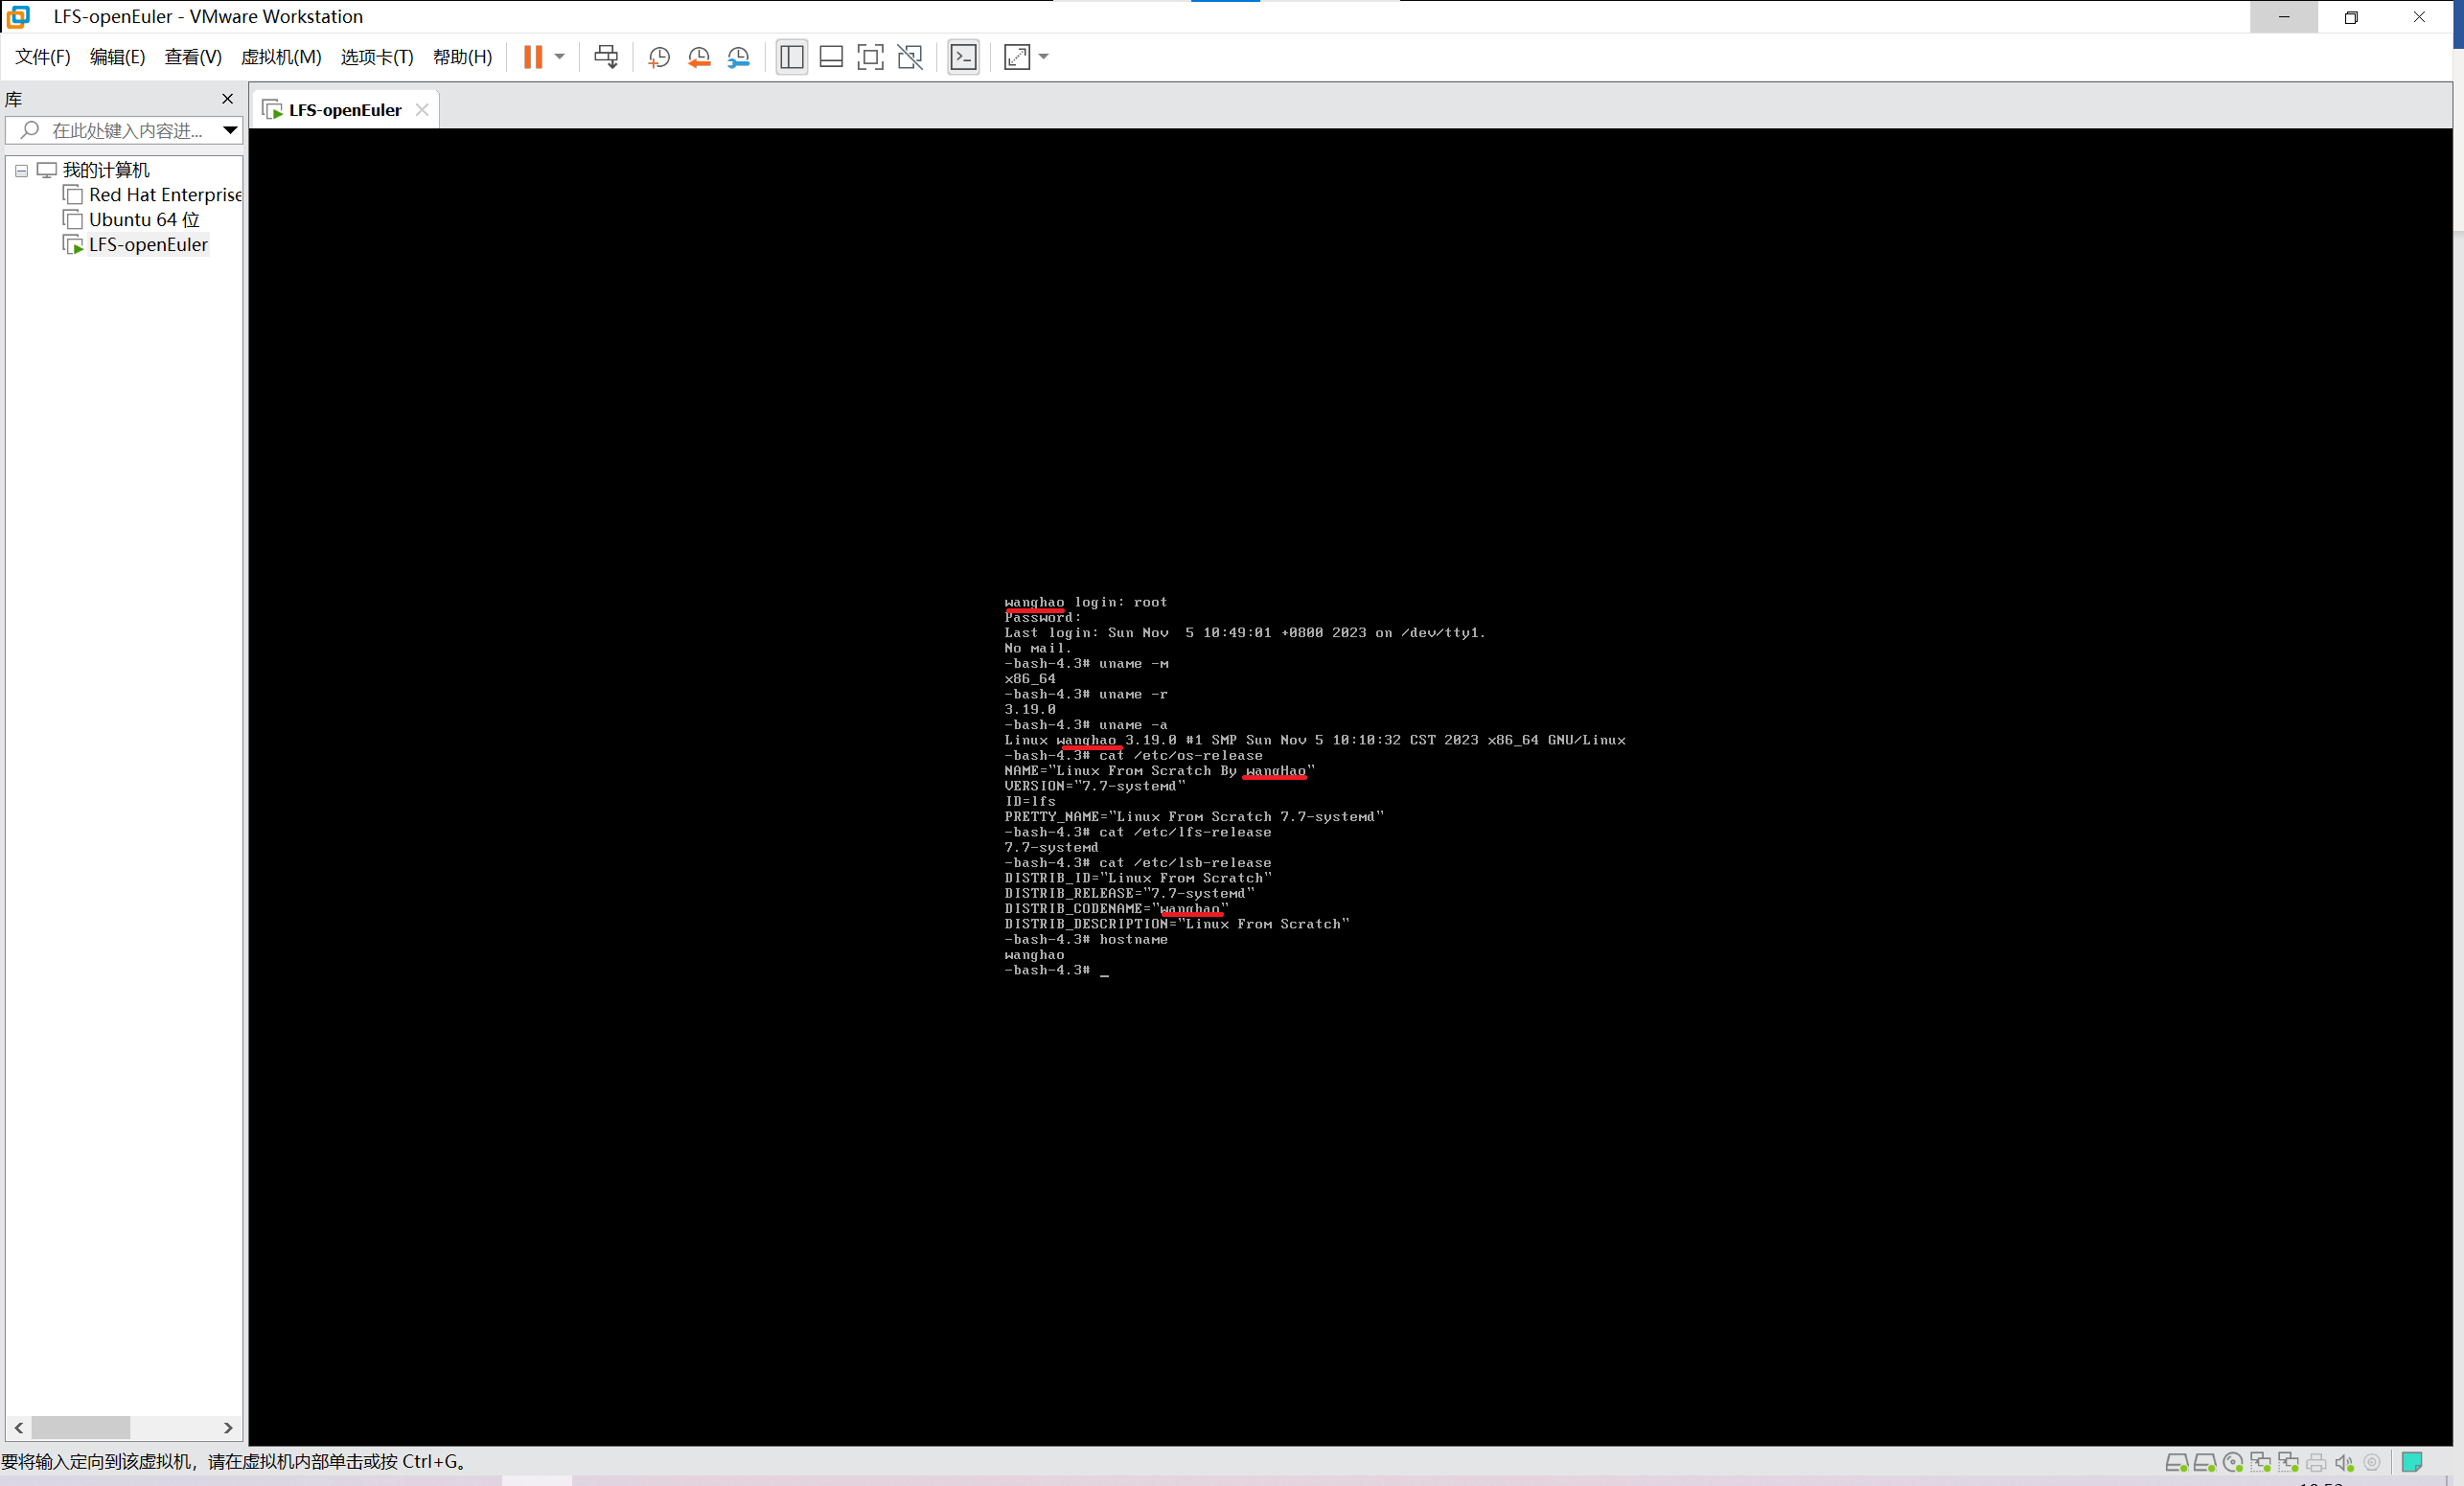 LFS-openEuler - VMware Workstation
文件(F) 编辑(E) 查看(V) 虚拟机(M) 选项卡(T) 帮助(H)
库
在此处键入内容进...
我的计算机
Red Hat Enterprise
Ubuntu 64 位
LFS-openEuler
LFS-openEuler
wanghao login: root
Password:
Last login: Sun Nov  5 10:49:01 +0800 2023 on /dev/tty1.
No mail.
-bash-4.3# uname -m
x86_64
-bash-4.3# uname -r
3.19.0
-bash-4.3# uname -a
Linux wanghao 3.19.0 #1 SMP Sun Nov 5 10:10:32 CST 2023 x86_64 GNU/Linux
-bash-4.3# cat /etc/os-release
NAME="Linux From Scratch By wangHao"
VERSION="7.7-systemd"
ID=lfs
PRETTY_NAME="Linux From Scratch 7.7-systemd"
-bash-4.3# cat /etc/lfs-release
7.7-systemd
-bash-4.3# cat /etc/lsb-release
DISTRIB_ID="Linux From Scratch"
DISTRIB_RELEASE="7.7-systemd"
DISTRIB_CODENAME="wanghao"
DISTRIB_DESCRIPTION="Linux From Scratch"
-bash-4.3# hostname
wanghao
-bash-4.3# _
要将输入定向到该虚拟机，请在虚拟机内部单击或按 Ctrl+G。